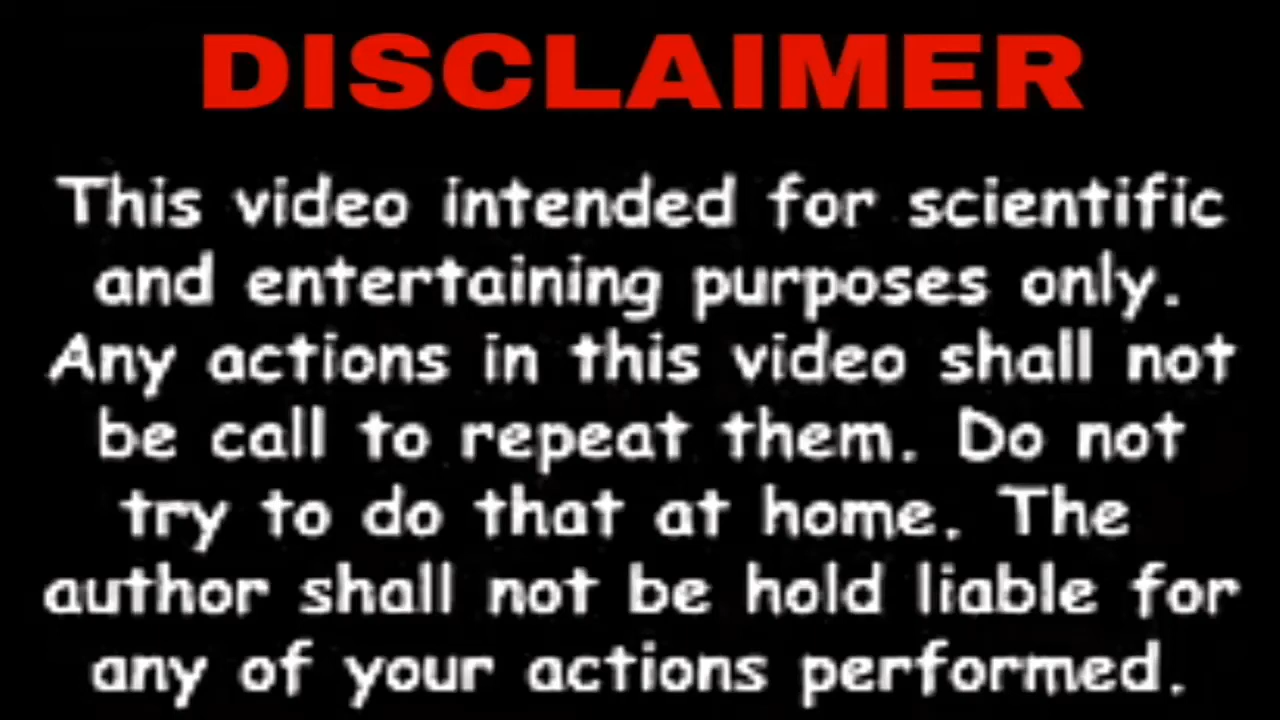 DISCLAIMER
This video intended for scientific
and entertaining purposes only.
Any actions in this video shall not
be call to repeat them. Do not
try to do that at home. The
author shall not be hold liable for
any of your actions performed.